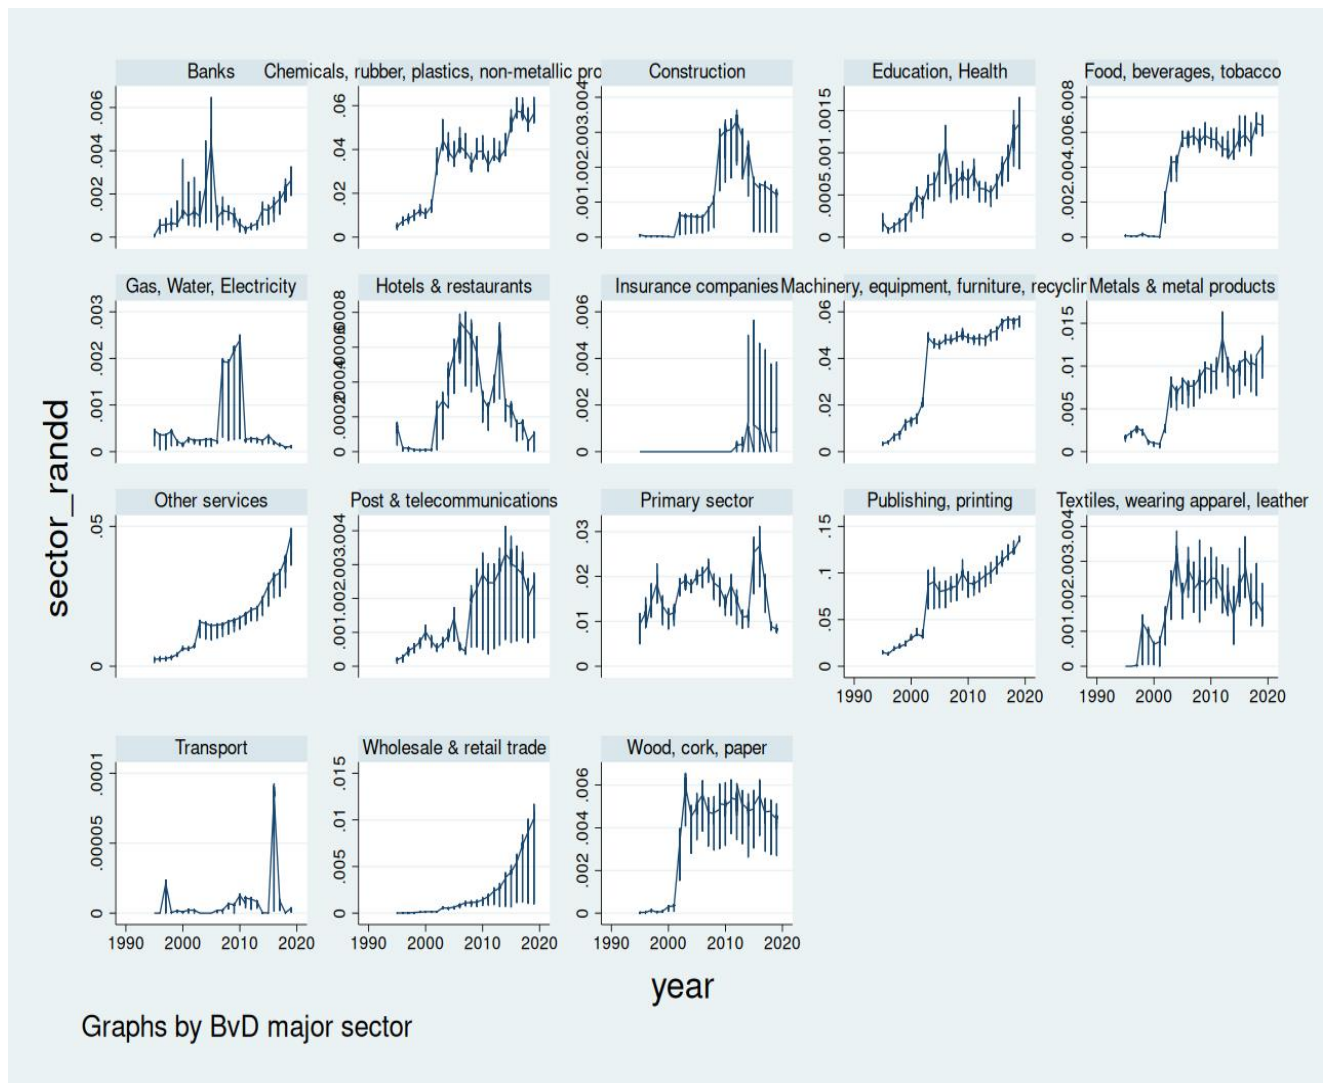 Banks
Chemicals, rubber, plastics, non-metallic pro
Construction
Education, Health
Food, beverages, tobacco
0 .002 .004 .006
0 .02 .04 .06
0 .001 .002 .003 .004
0 .0005 .001 .0015
0 .002 .004 .006 .008
Gas, Water, Electricity
Hotels & restaurants
Insurance companies
Machinery, equipment, furniture, recyclin
Metals & metal products
0 .001 .002 .003
0 .0002 .0004 .0006 .0008
0 .002 .004 .006
0 .02 .04 .06
0 .005 .01 .015
Other services
Post & telecommunications
Primary sector
Publishing, printing
Textiles, wearing apparel, leather
0 .05
0 .001 .002 .003 .004
0 .01 .02 .03
0 .05 .1 .15
0 .001 .002 .003 .004
1990 2000 2010 2020
1990 2000 2010 2020
Transport
Wholesale & retail trade
Wood, cork, paper
0 .00005 .0001
0 .005 .01 .015
0 .002 .004 .006
1990 2000 2010 2020
1990 2000 2010 2020
1990 2000 2010 2020
sector_randd
year
Graphs by BvD major sector